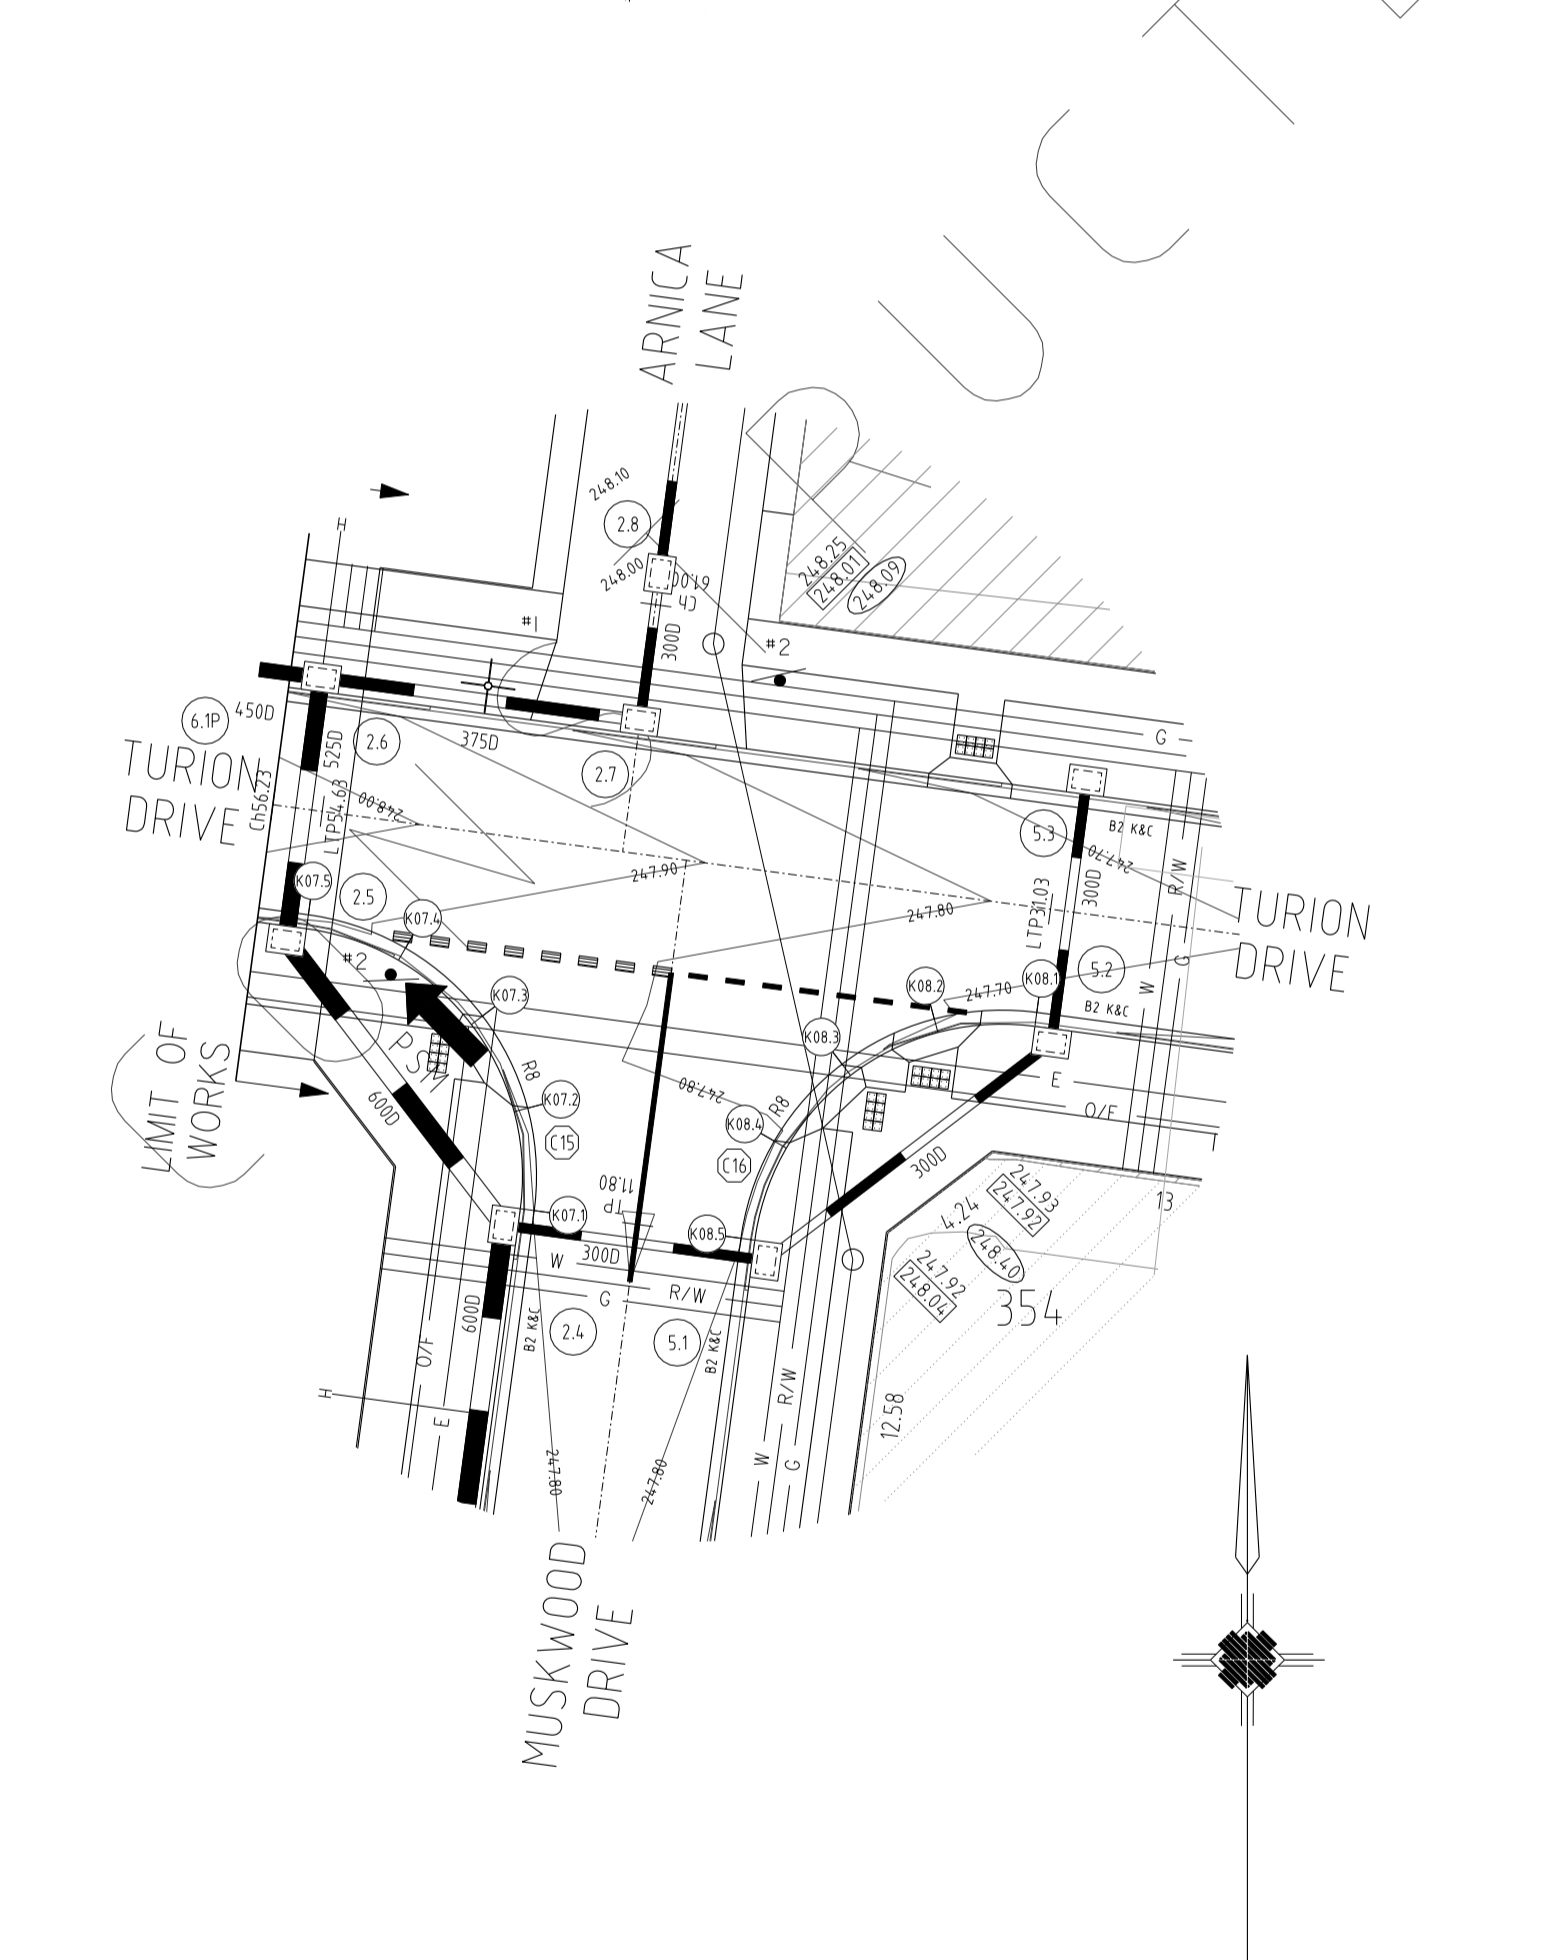 U C T
ARNICA
LANE
248.10
2.8
248.00
Ch 61.00
300D
248.25
248.01
248.09
H
#1
#2
6.1P
450D
2.6
525D
375D
2.7
TURION
DRIVE
Ch56.23
LTP54.63
248.00
G
5.3
B2 K&C
247.70
R/W
300D
K07.5
2.5
K07.4
247.90
247.80
LTP31.03
TURION
DRIVE
#2
K07.3
K08.2
247.70
K08.1
5.2
W
G
B2 K&C
LIMIT OF
WORKS
PSM
R8
K08.3
E
O/F
600D
K07.2
247.80
R8
K08.4
C15
C16
300D
TP
11.80
K07.1
K08.5
300D
W
G
R/W
247.93
247.92
13
4.24
248.40
247.92
248.04
354
600D
B2 K&C
2.4
5.1
B2 K&C
O/F
H
E
R/W
W
G
12.58
247.80
247.80
MUSKWOOD
DRIVE